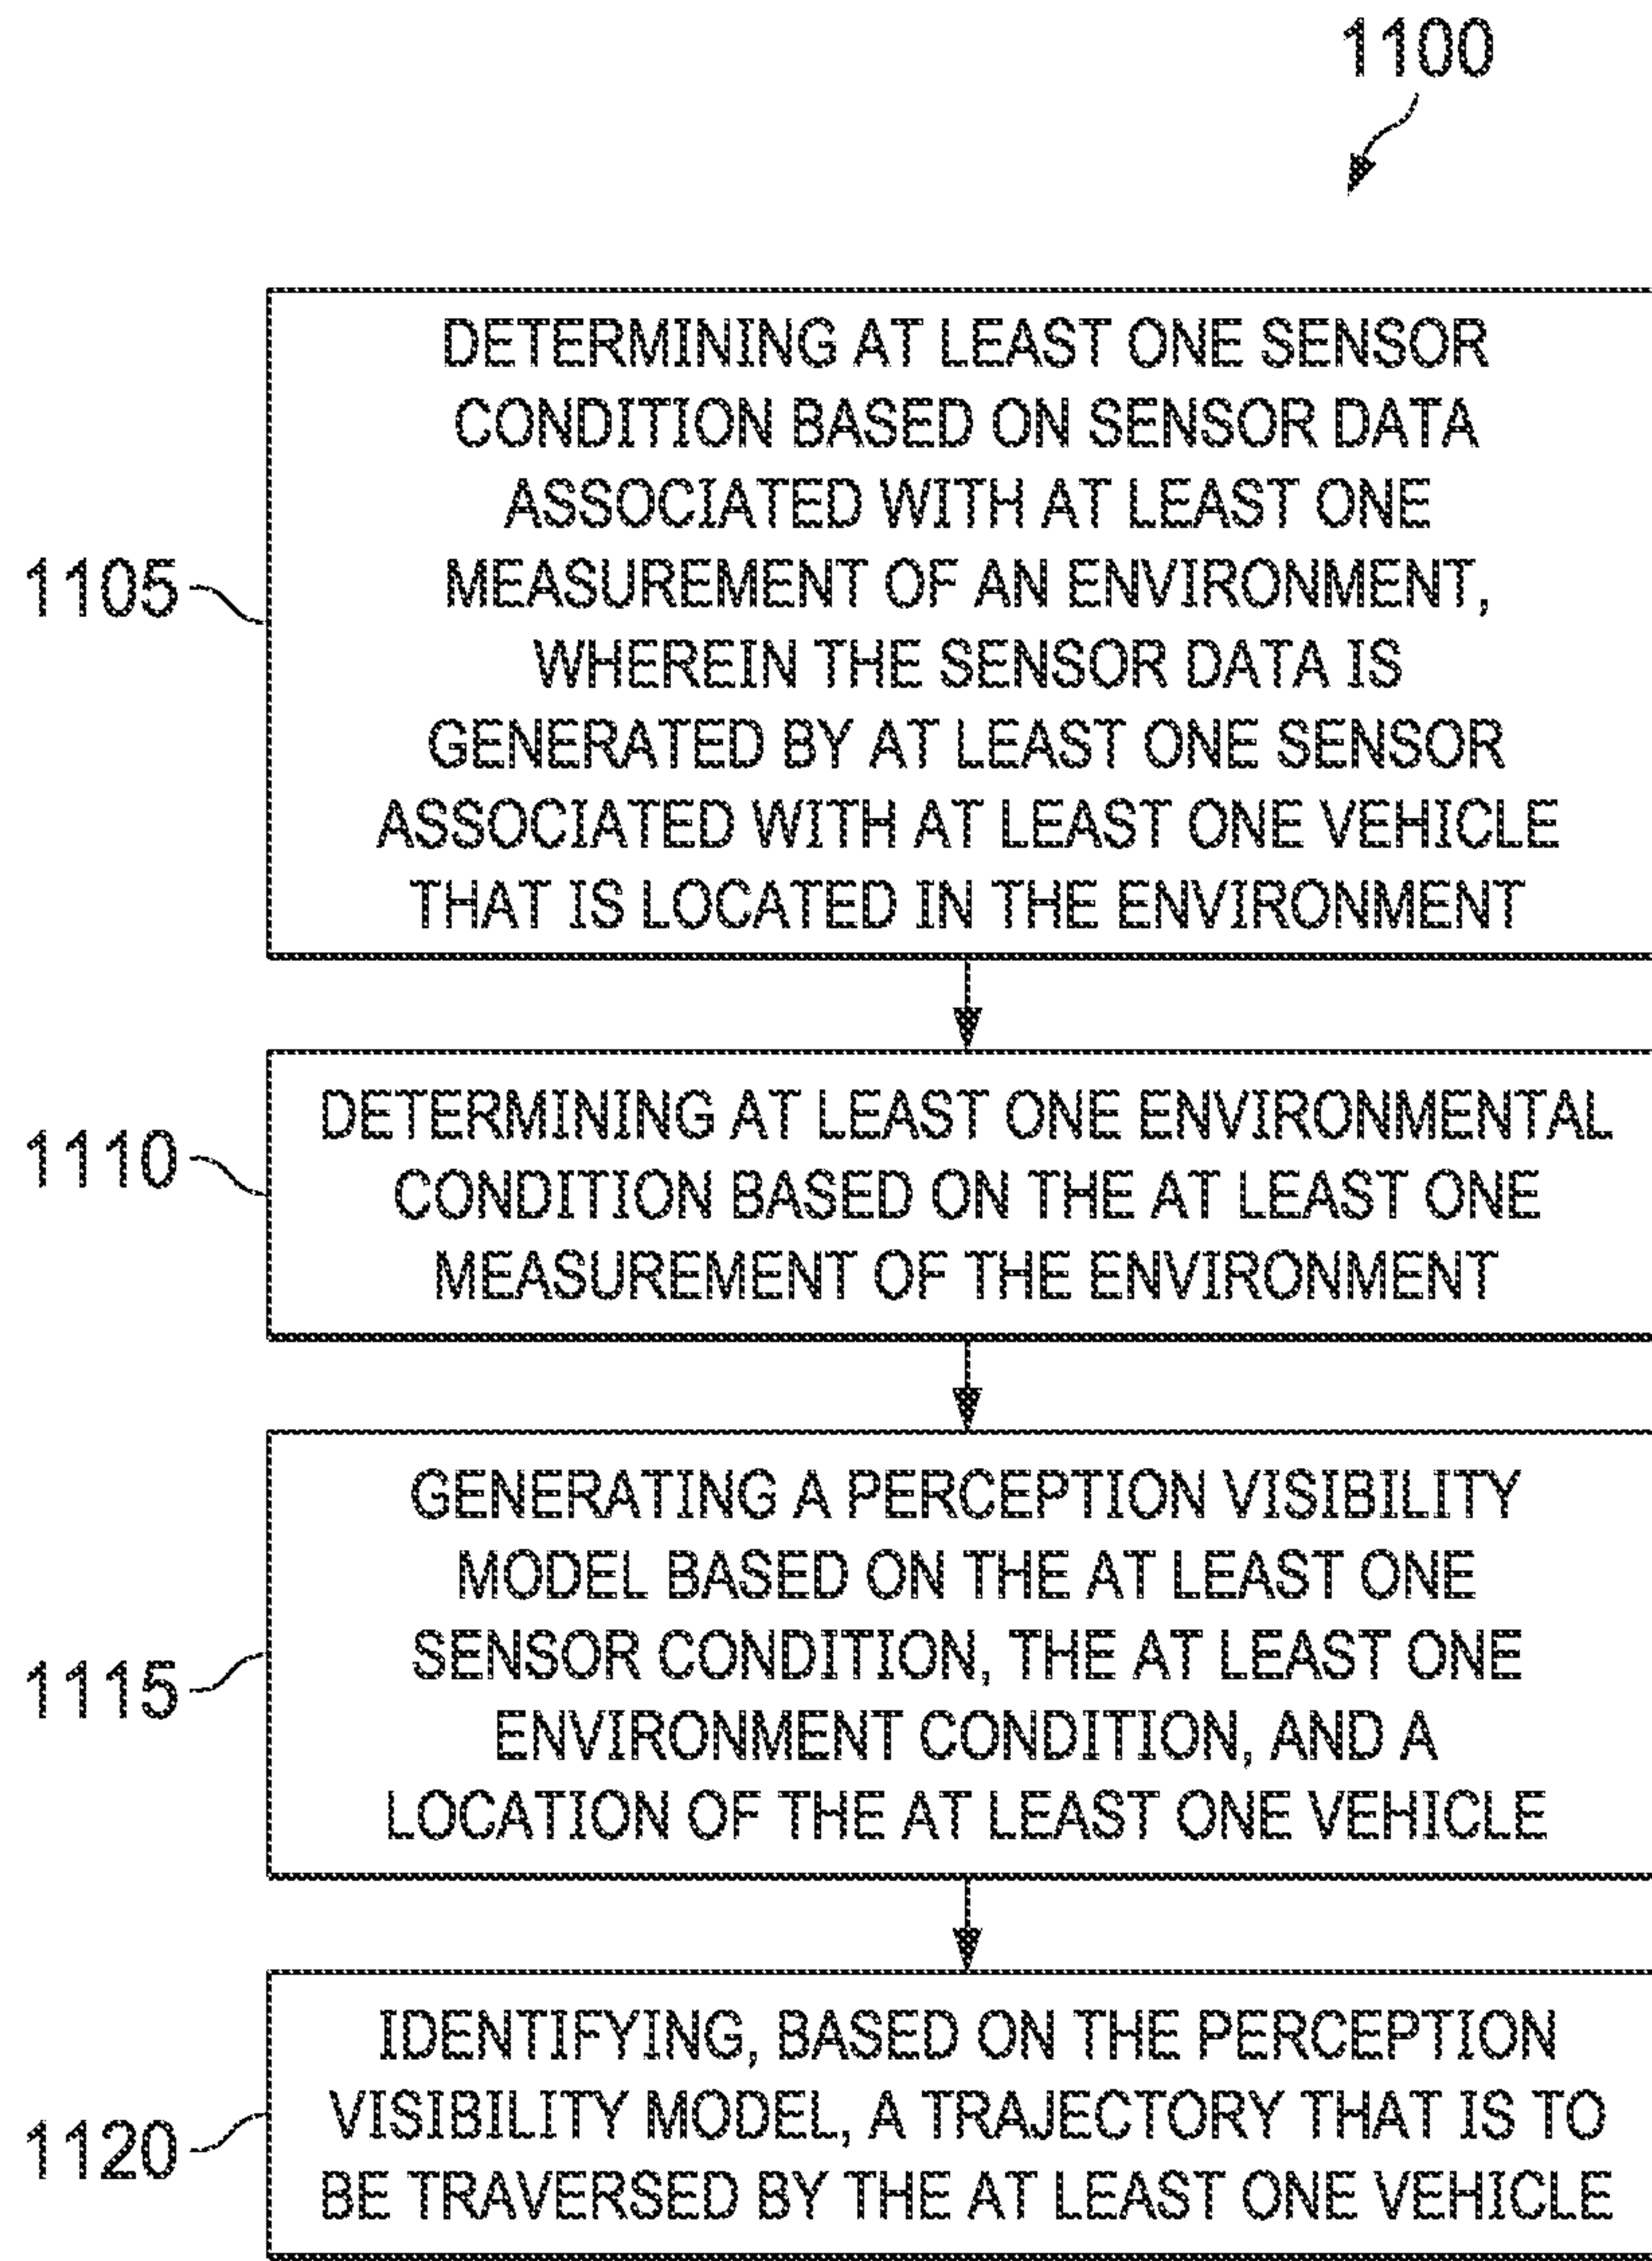 1100
DETERMINING AT LEAST ONE SENSOR
CONDITION BASED ON SENSOR DATA
ASSOCIATED WITH AT LEAST ONE
MEASUREMENT OF AN ENVIRONMENT,
1105
WHEREIN THE SENSOR DATA IS
GENERATED BY AT LEAST ONE SENSOR
ASSOCIATED WITH AT LEAST ONE VEHICLE
THAT IS LOCATED IN THE ENVIRONMENT
DETERMINING AT LEAST ONE ENVIRONMENTAL
1110
CONDITION BASED ON THE AT LEAST ONE
MEASUREMENT OF THE ENVIRONMENT
GENERATING A PERCEPTION VISIBILITY
MODEL BASED ON THE AT LEAST ONE
SENSOR CONDITION, THE AT LEAST ONE
1115
ENVIRONMENT CONDITION, AND A
LOCATION OF THE AT LEAST ONE VEHICLE
IDENTIFYING, BASED ON THE PERCEPTION
VISIBILITY MODEL, A TRAJECTORY THAT IS TO
1120
BE TRAVERSED BY THE AT LEAST ONE VEHICLE